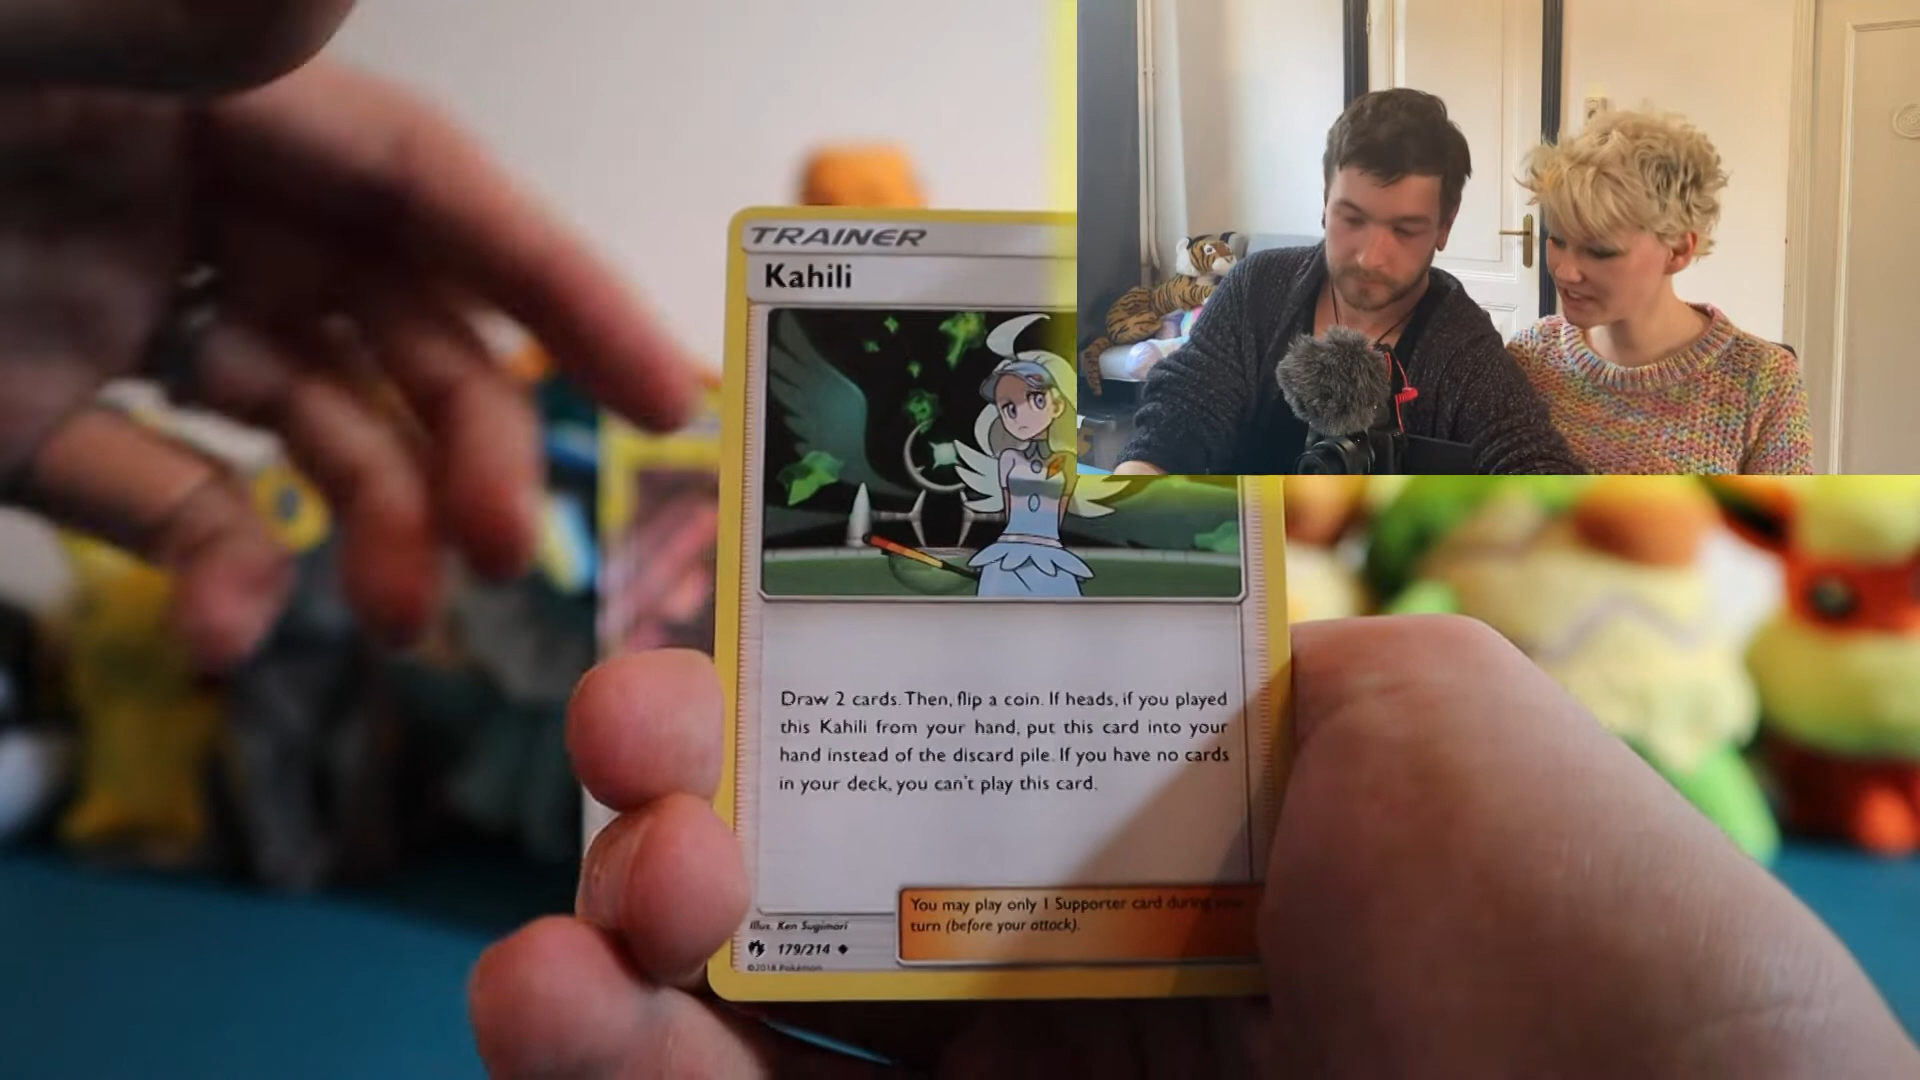 TRAINER
Kahili
Draw 2 cards. Then, flip a coin. If heads, if you played
this Kahili from your hand, put this card into your
hand instead of the discard pile. If you have no cards
in your deck, you can't play this card.
You may play only 1 Supporter card during your
turn (before your attack).
Illus. Ken Sugimori
179/214
©2018 Pokémon